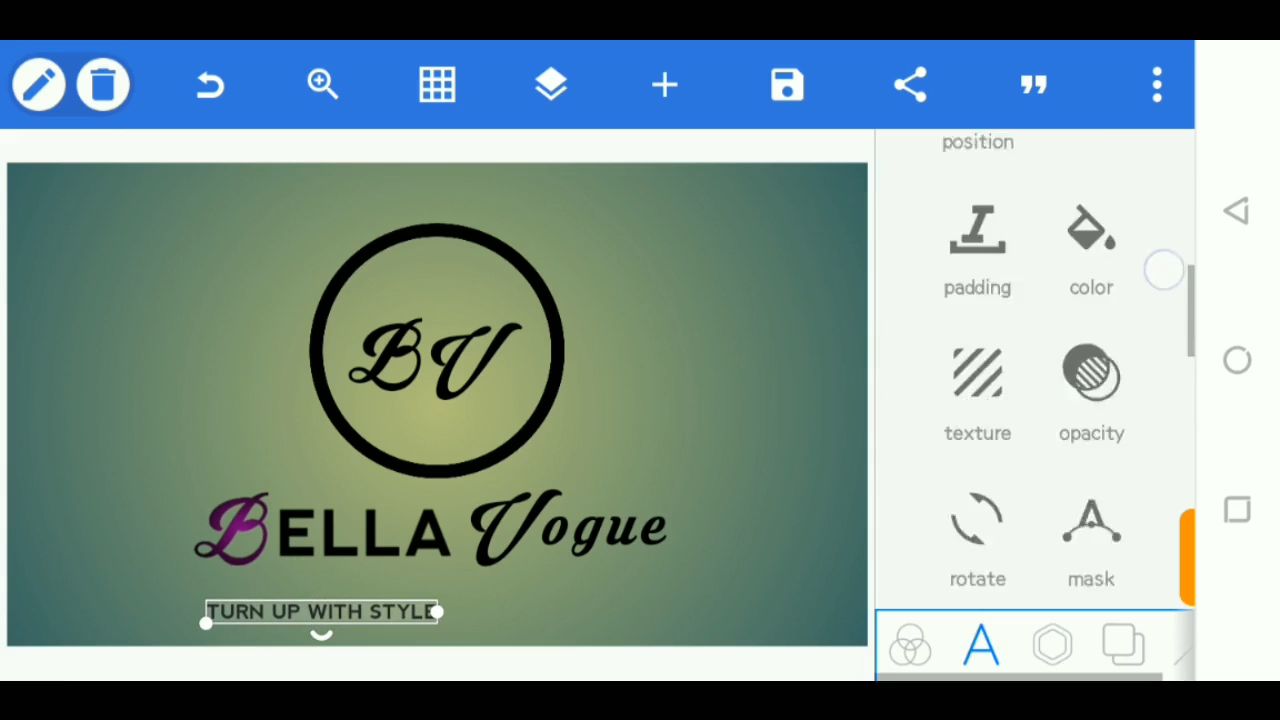 position
padding color
texture opacity
rotate mask
BV
BELLA Vogue
TURN UP WITH STYLE